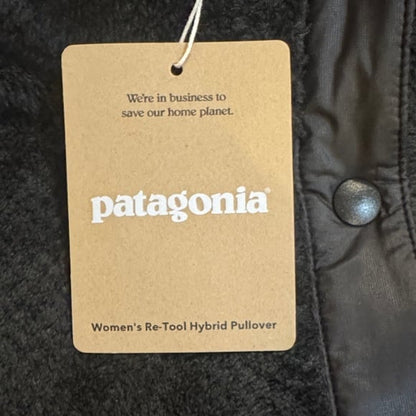 We're in business to
save our home planet.
patagonia®
Women's Re-Tool Hybrid Pullover